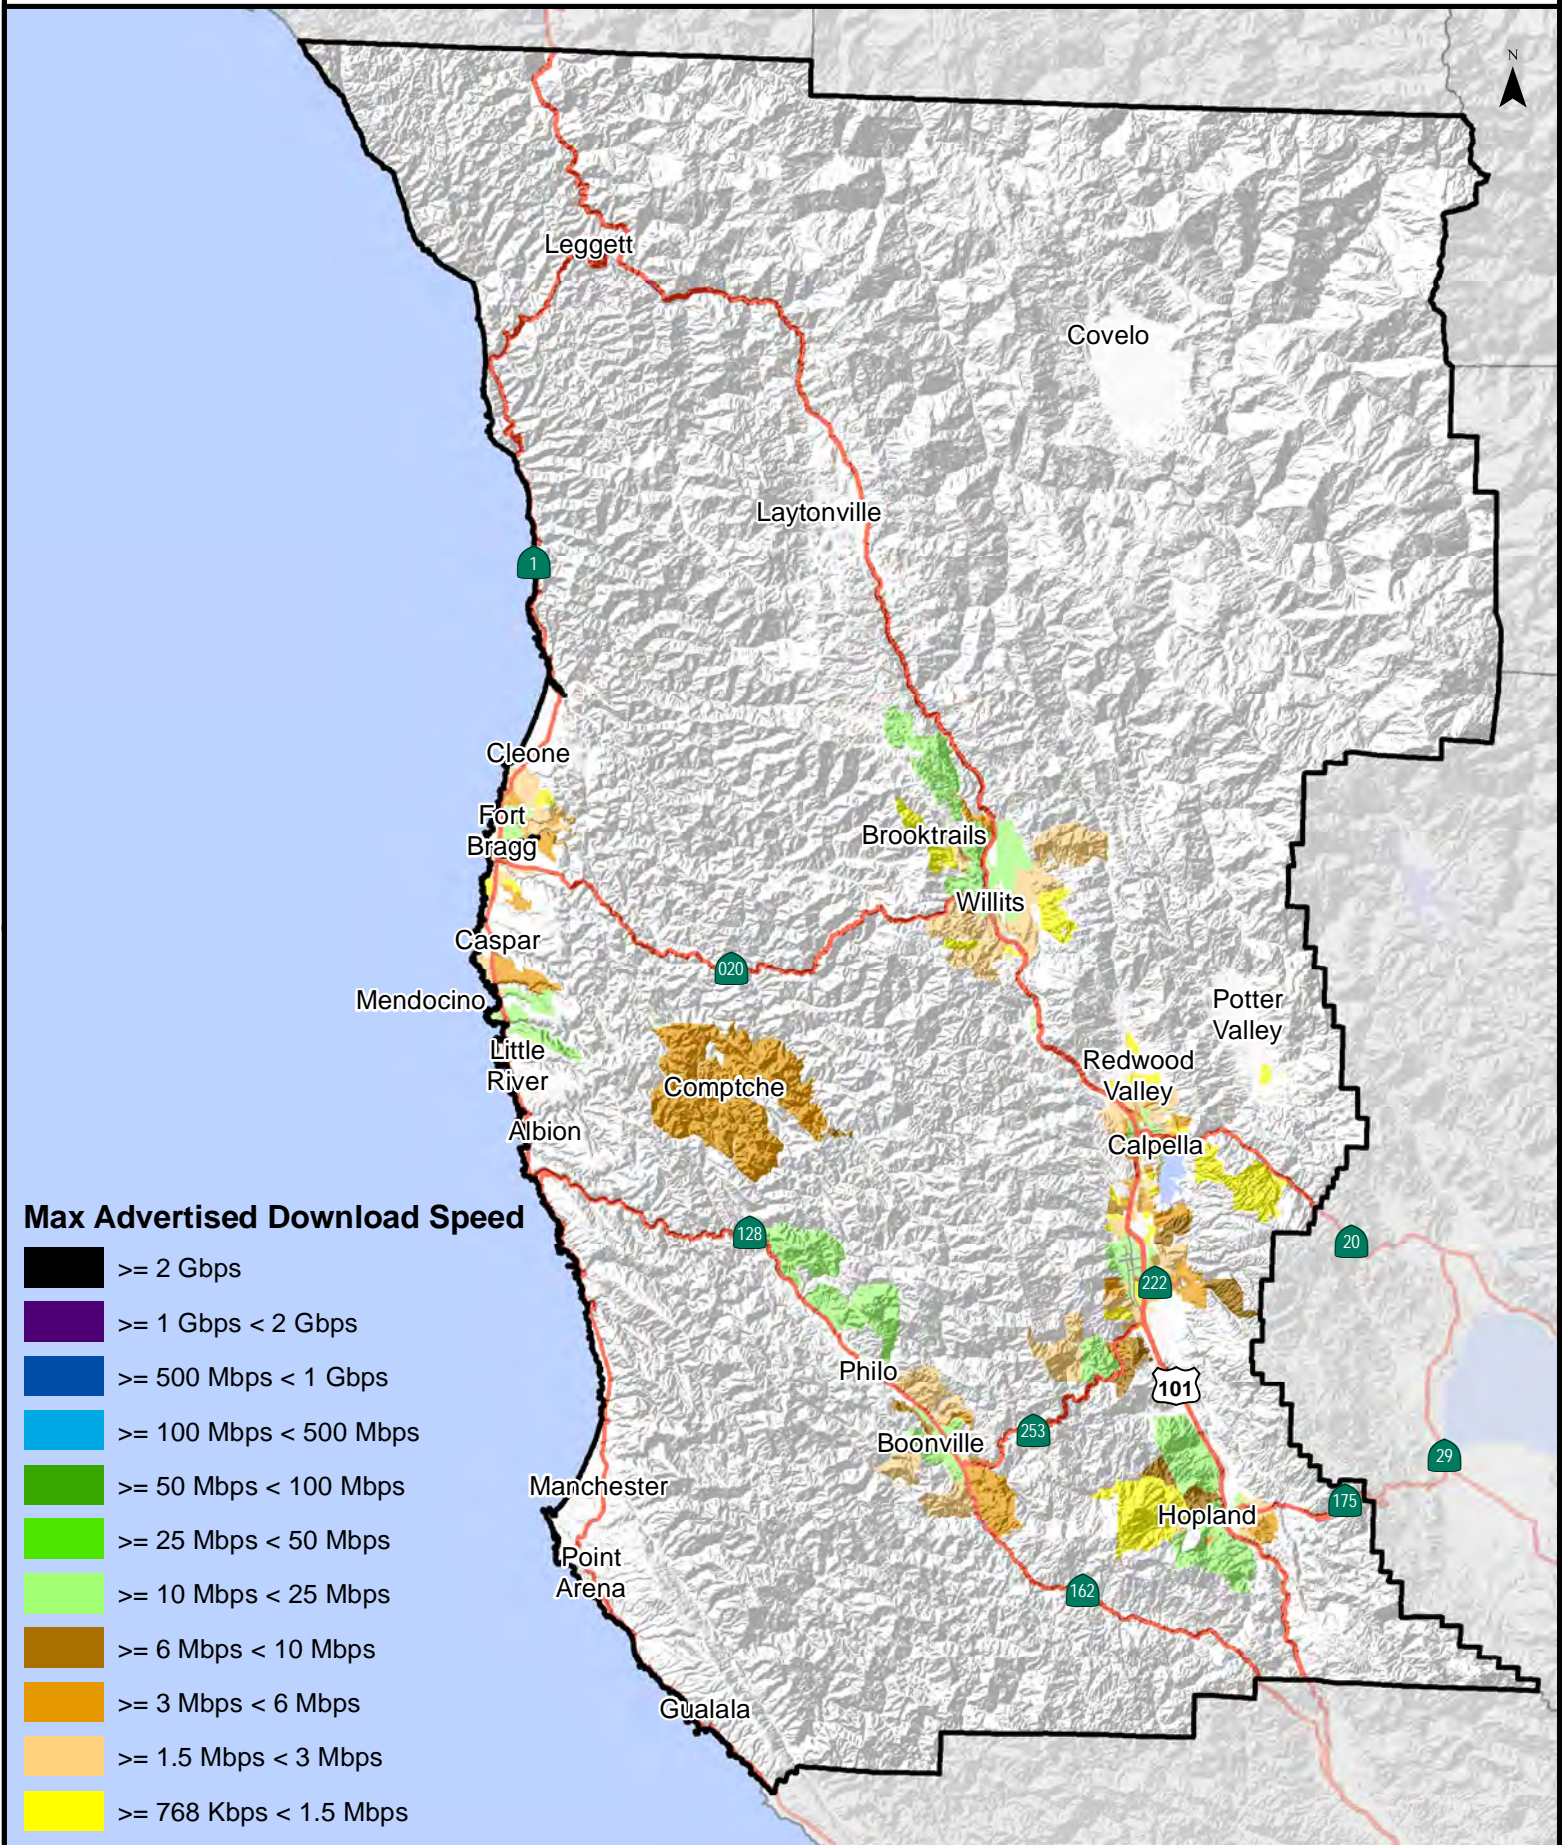 N
Leggett
Covelo
Laytonville
1
Cleone
Fort
Bragg
Brooktrails
Willits
Caspar
020
Mendocino
Potter
Valley
Little
River
Redwood
Valley
Comptche
Albion
Calpella
Max Advertised Download Speed
>= 2 Gbps
>= 1 Gbps < 2 Gbps
>= 500 Mbps < 1 Gbps
>= 100 Mbps < 500 Mbps
>= 50 Mbps < 100 Mbps
>= 25 Mbps < 50 Mbps
>= 10 Mbps < 25 Mbps
>= 6 Mbps < 10 Mbps
>= 3 Mbps < 6 Mbps
>= 1.5 Mbps < 3 Mbps
>= 768 Kbps < 1.5 Mbps
128
20
222
Philo
101
253
Boonville
29
Manchester
175
Hopland
Point
Arena
162
Gualala